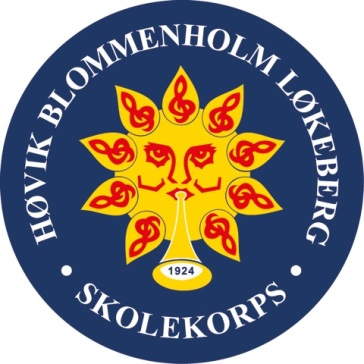 HØVIK BLOMMENHOLM LØKEBERG
1924
• SKOLEKORPS •